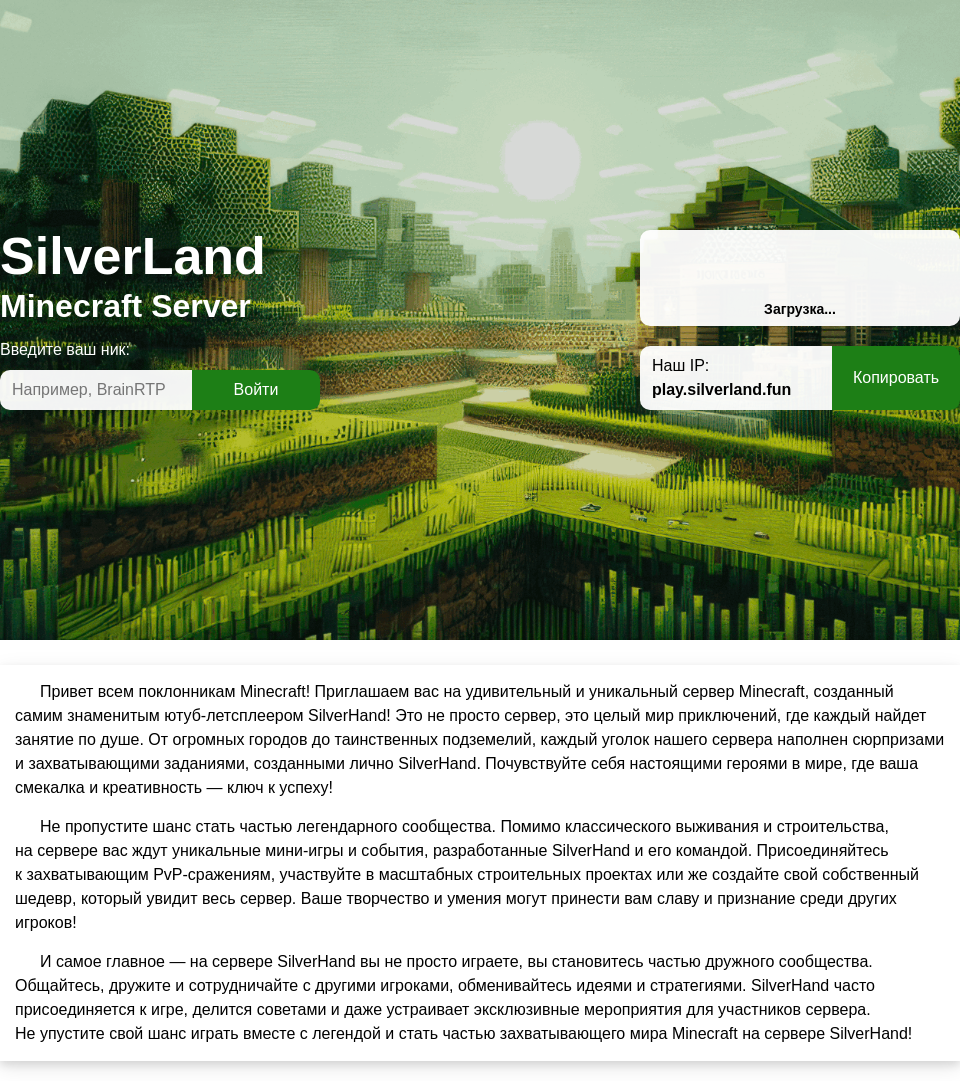 SilverLand
Minecraft Server
Введите ваш ник:
Например, BrainRTP
Войти
Загрузка...
Наш IP:
play.silverland.fun
Копировать
Привет всем поклонникам Minecraft! Приглашаем вас на удивительный и уникальный сервер Minecraft, созданный
самим знаменитым ютуб-летсплеером SilverHand! Это не просто сервер, это целый мир приключений, где каждый найдет
занятие по душе. От огромных городов до таинственных подземелий, каждый уголок нашего сервера наполнен сюрпризами
и захватывающими заданиями, созданными лично SilverHand. Почувствуйте себя настоящими героями в мире, где ваша
смекалка и креативность — ключ к успеху!
Не пропустите шанс стать частью легендарного сообщества. Помимо классического выживания и строительства,
на сервере вас ждут уникальные мини-игры и события, разработанные SilverHand и его командой. Присоединяйтесь
к захватывающим PvP-сражениям, участвуйте в масштабных строительных проектах или же создайте свой собственный
шедевр, который увидит весь сервер. Ваше творчество и умения могут принести вам славу и признание среди других
игроков!
И самое главное — на сервере SilverHand вы не просто играете, вы становитесь частью дружного сообщества.
Общайтесь, дружите и сотрудничайте с другими игроками, обменивайтесь идеями и стратегиями. SilverHand часто
присоединяется к игре, делится советами и даже устраивает эксклюзивные мероприятия для участников сервера.
Не упустите свой шанс играть вместе с легендой и стать частью захватывающего мира Minecraft на сервере SilverHand!